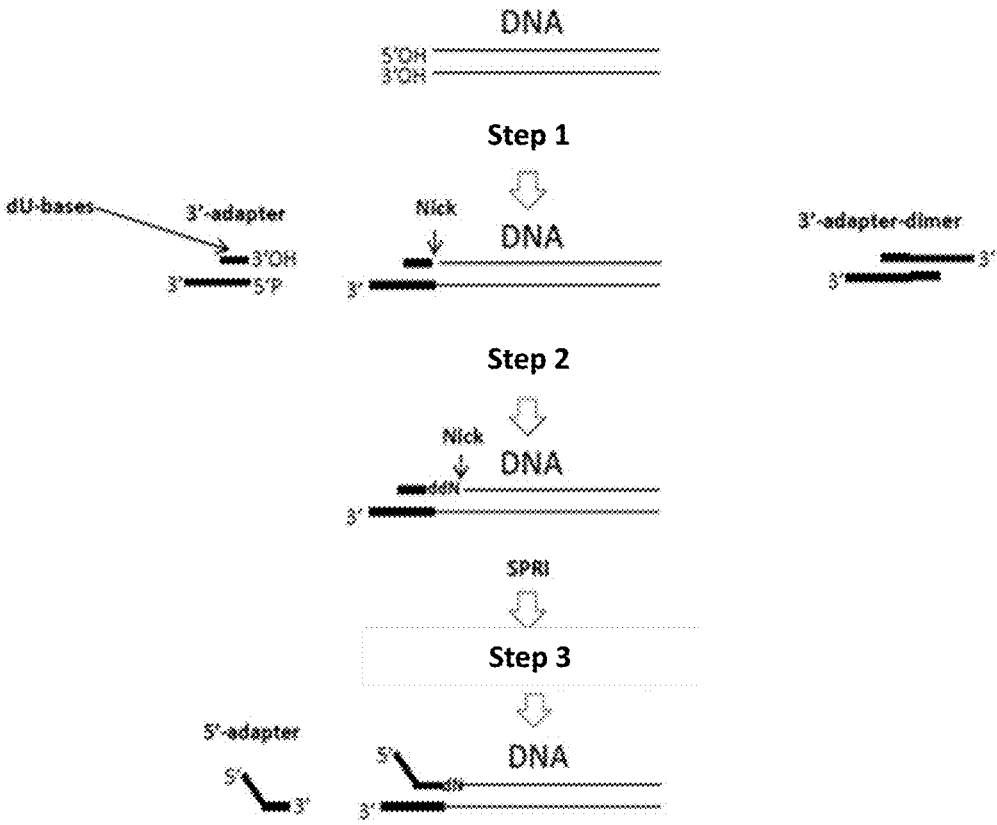 DNA
5'OH
3'OH
Step 1
dU-bases
3'-adapter
Nick
DNA
3'-adapter-dimer
3'OH
3'
5'P
3'
3'
3'
Step 2
Nick
DNA
ddN
3'
SPRI
Step 3
5'-adapter
DNA
5'
5'
dN
3'
3'